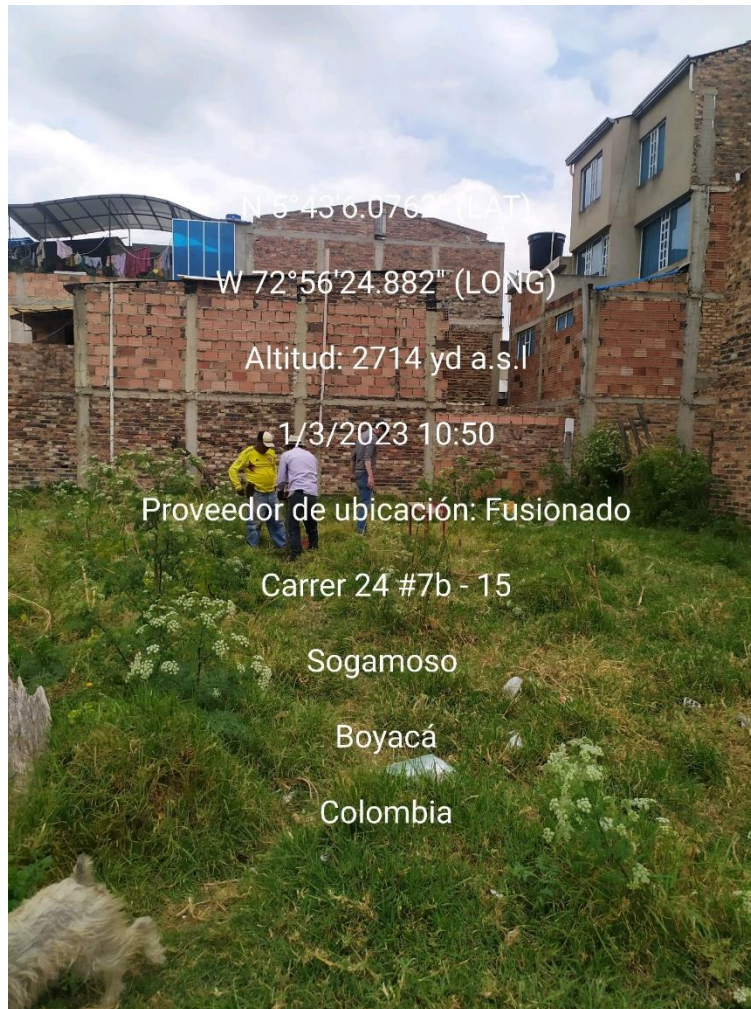 N 5°43'6.0762" (LAT)
W 72°56'24.882" (LONG)
Altitud: 2714 yd a.s.l
1/3/2023 10:50
Proveedor de ubicación: Fusionado
Carrer 24 #7b - 15
Sogamoso
Boyacá
Colombia